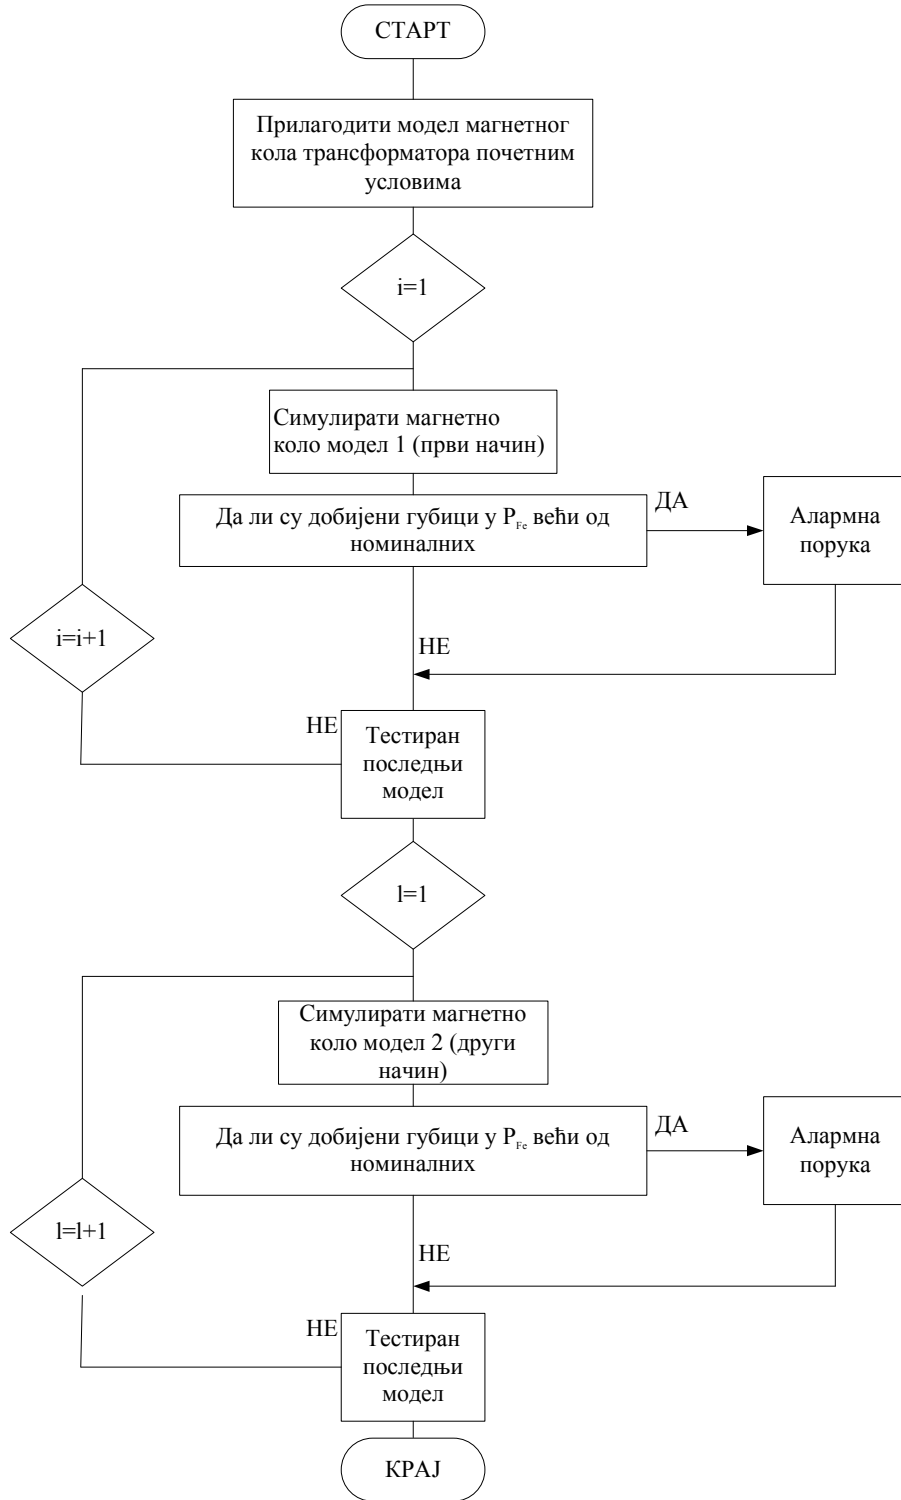 СТАРТ
Прилагодити модел магнетног
кола трансформатора почетним
условима
i=1
Симулирати магнетно
коло модел 1 (први начин)
Да ли су добијени губици у P_Fe већи од
номиналних
ДА
Алармна
порука
i=i+1
НЕ
НЕ
Тестиран
последњи
модел
l=1
Симулирати магнетно
коло модел 2 (други
начин)
Да ли су добијени губици у P_Fe већи од
номиналних
ДА
Алармна
порука
l=l+1
НЕ
НЕ
Тестиран
последњи
модел
КРАЈ